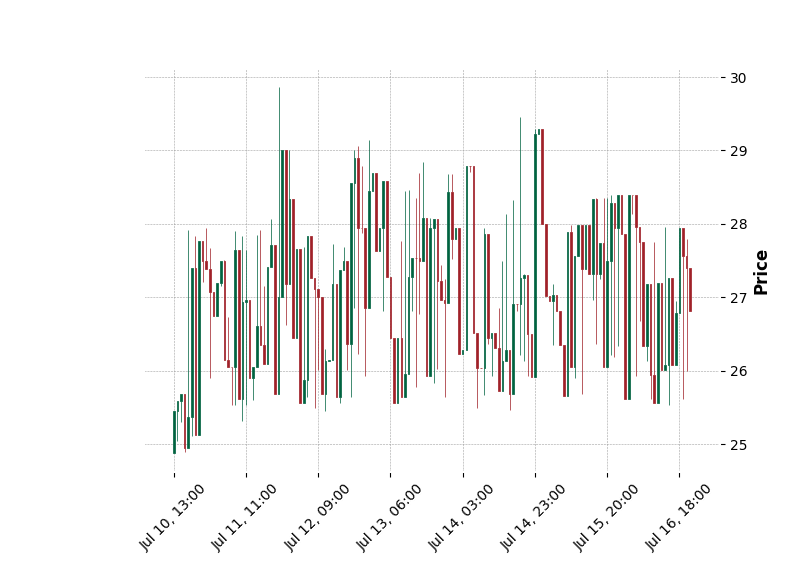 30
29
28
27
26
25
Price
Jul 10, 13:00
Jul 11, 11:00
Jul 12, 09:00
Jul 13, 06:00
Jul 14, 03:00
Jul 14, 23:00
Jul 15, 20:00
Jul 16, 18:00